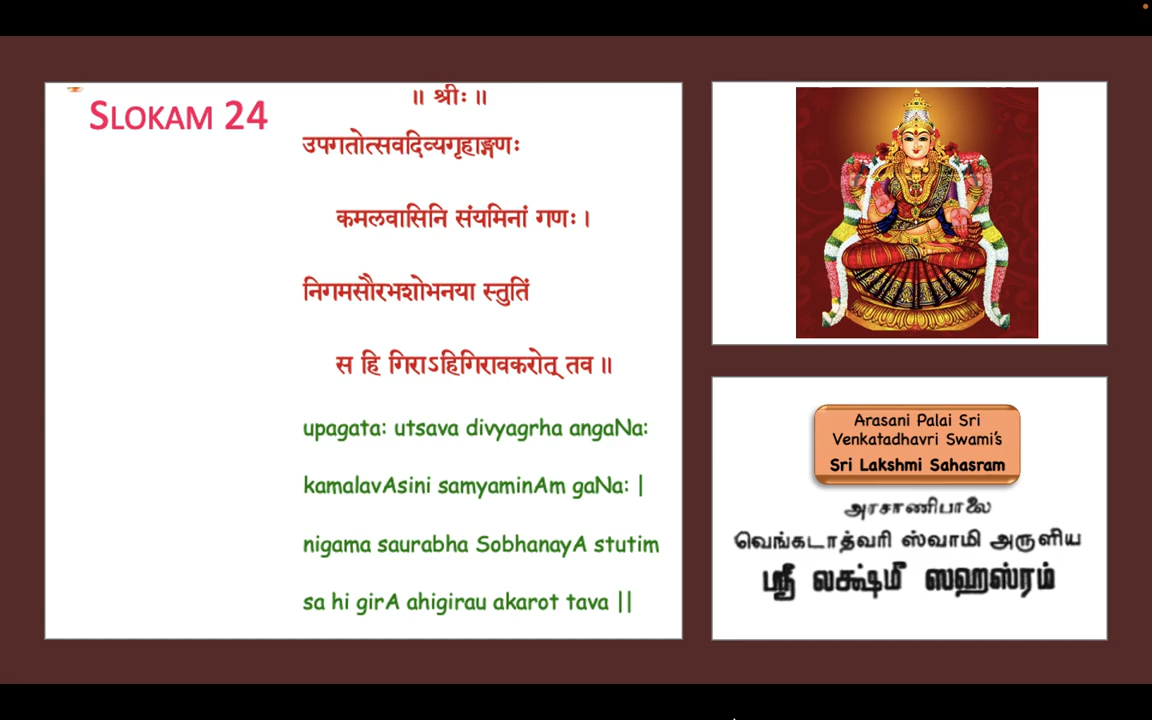 SLOKAM 24
॥ श्रीः ॥
उपगतोत्सवदिव्यगृहाङ्गणः
कमलवासिनि संयमिनां गणः ।
निगमसौरभशोभनया स्तुतिं
स हि गिराऽहिगिरावकरोत् तव ॥
upagata: utsava divyagrha angaNa:
kamalavAsini samyaminAm gaNa: |
nigama saurabha SobhanayA stutim
sa hi girA ahigirau akarot tava ||
Arasani Palai Sri
Venkatadhavri Swami's
Sri Lakshmi Sahasram
அரசாணிபாலை
வெங்கடாத்வரி ஸ்வாமி அருளிய
ஸ்ரீ லக்ஷ்மீ ஸஹஸ்ரம்